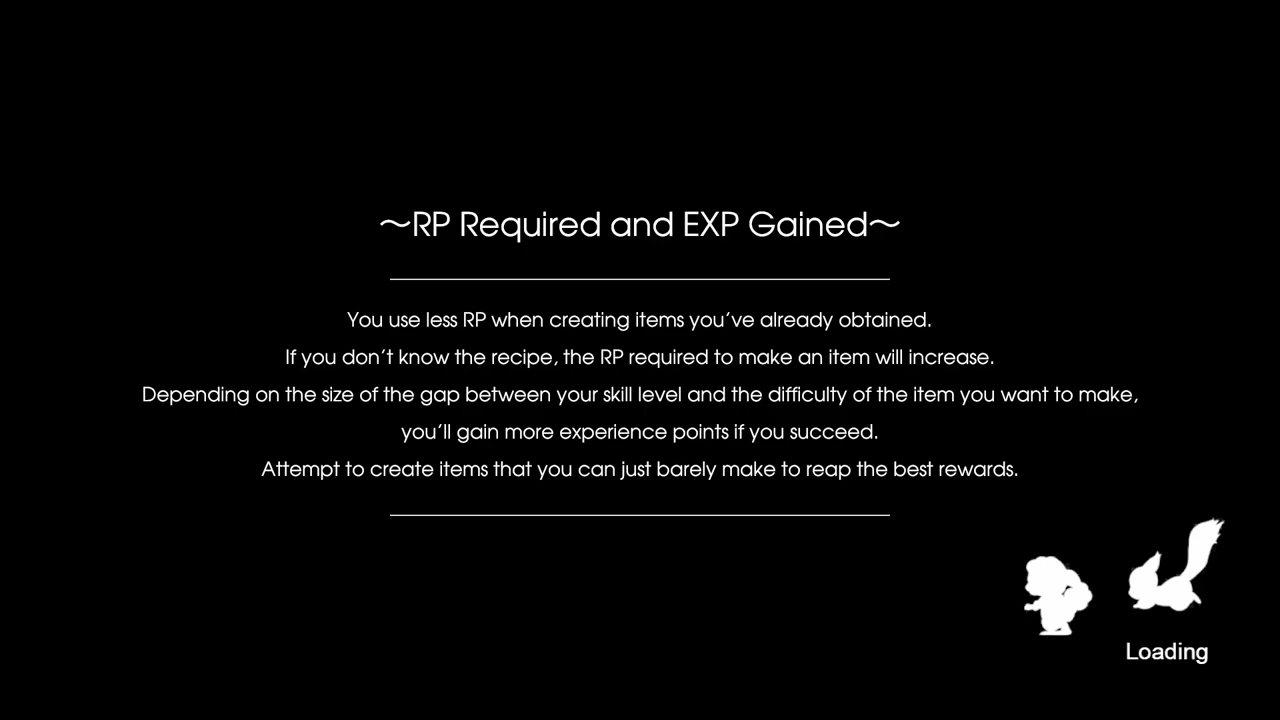 〜RP Required and EXP Gained〜
You use less RP when creating items you’ve already obtained.
If you don’t know the recipe, the RP required to make an item will increase.
Depending on the size of the gap between your skill level and the difficulty of the item you want to make,
you’ll gain more experience points if you succeed.
Attempt to create items that you can just barely make to reap the best rewards.
Loading